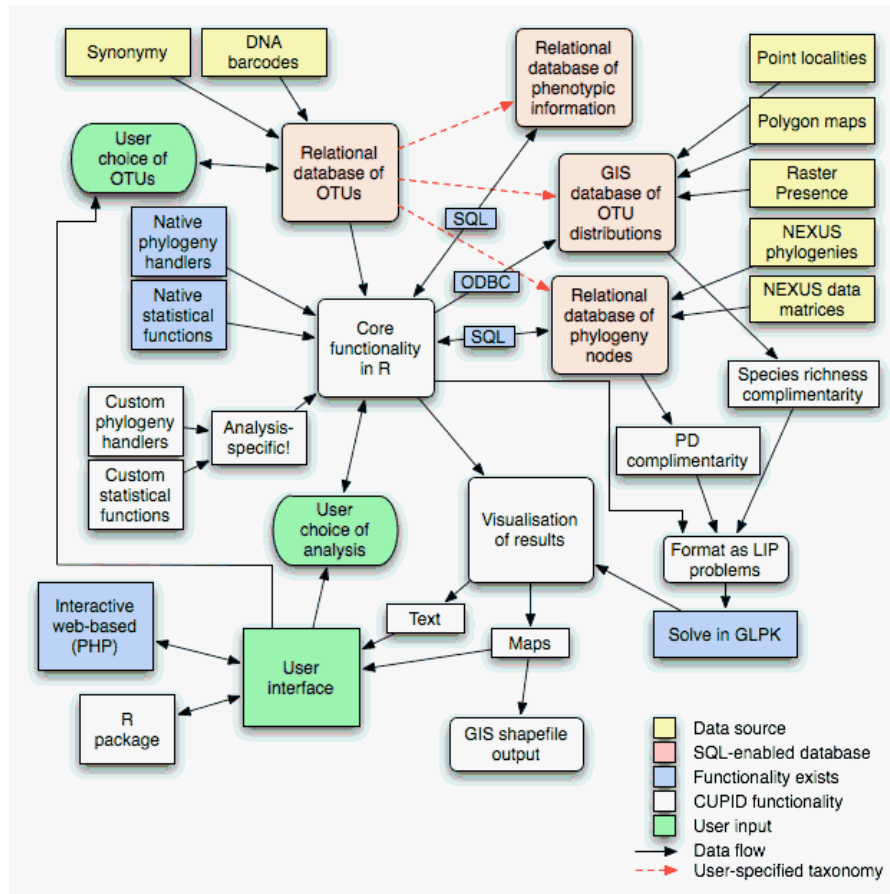 Synonymy
DNA
barcodes
Relational
database of
phenotypic
information
Point localities
Polygon maps
Raster
Presence
NEXUS
phylogenies
NEXUS data
matrices
User
choice of
OTUs
Relational
database of
OTUs
GIS
database of
OTU
distributions
SQL
ODBC
SQL
Native
phylogeny
handlers
Native
statistical
functions
Core
functionality
in R
Relational
database of
phylogeny
nodes
Species richness
complimentarity
PD
complimentarity
Custom
phylogeny
handlers
Custom
statistical
functions
Analysis-
specific!
User
choice of
analysis
Visualisation
of results
Format as LIP
problems
Solve in GLPK
Text
Maps
Interactive
web-based
(PHP)
User
interface
R
package
GIS shapefile
output
Data source
SQL-enabled database
Functionality exists
CUPID functionality
User input
Data flow
User-specified taxonomy